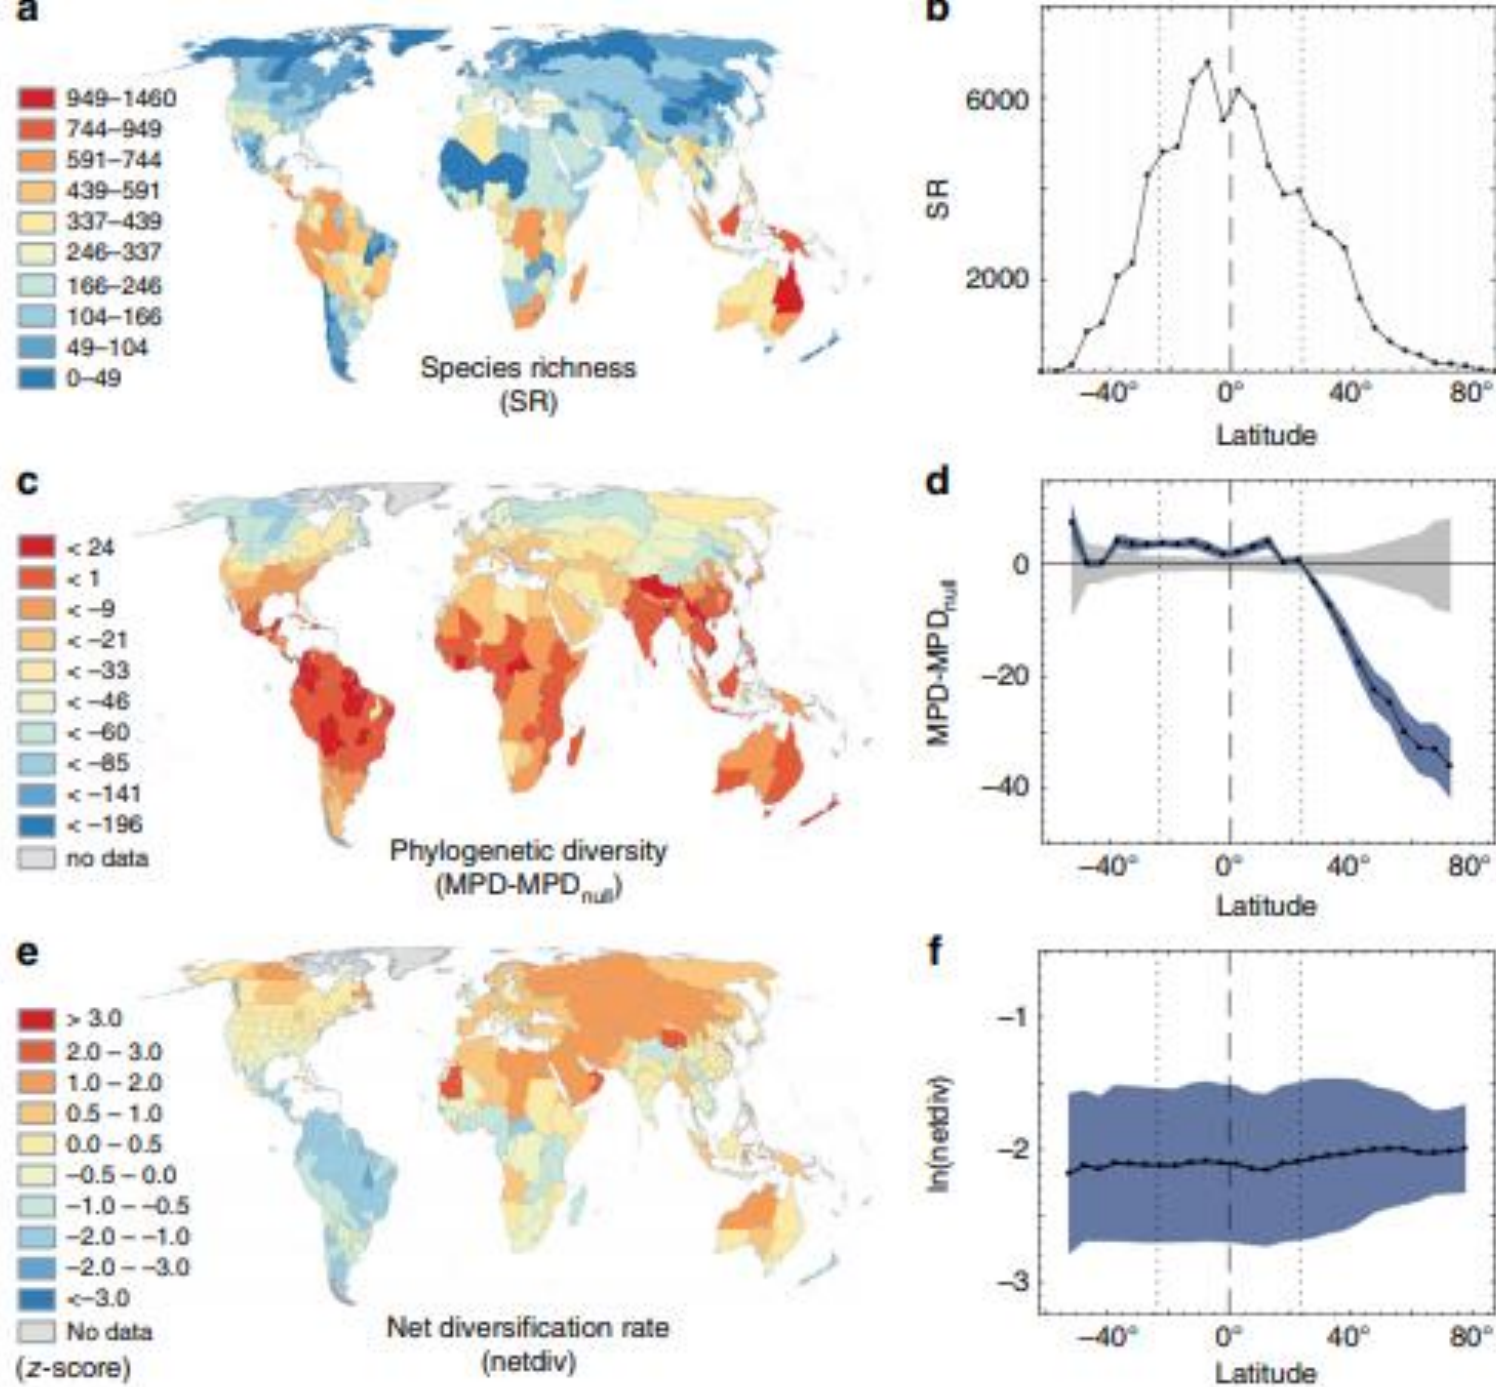 a
949–1460
744–949
591–744
439–591
337–439
246–337
166–246
104–166
49–104
0–49
Species richness
(SR)
b
6000
2000
SR
−40° 0° 40° 80°
Latitude
c
< 24
< 1
< −9
< −21
< −33
< −46
< −60
< −85
< −141
< −196
no data
Phylogenetic diversity
(MPD-MPDnull)
d
0
−20
−40
MPD-MPDnull
−40° 0° 40° 80°
Latitude
e
> 3.0
2.0 – 3.0
1.0 – 2.0
0.5 – 1.0
0.0 – 0.5
−0.5 – 0.0
−1.0 – −0.5
−2.0 – −1.0
−2.0 – −3.0
<−3.0
No data
(z-score)
Net diversification rate
(netdiv)
f
−1
−2
−3
ln(netdiv)
−40° 0° 40° 80°
Latitude